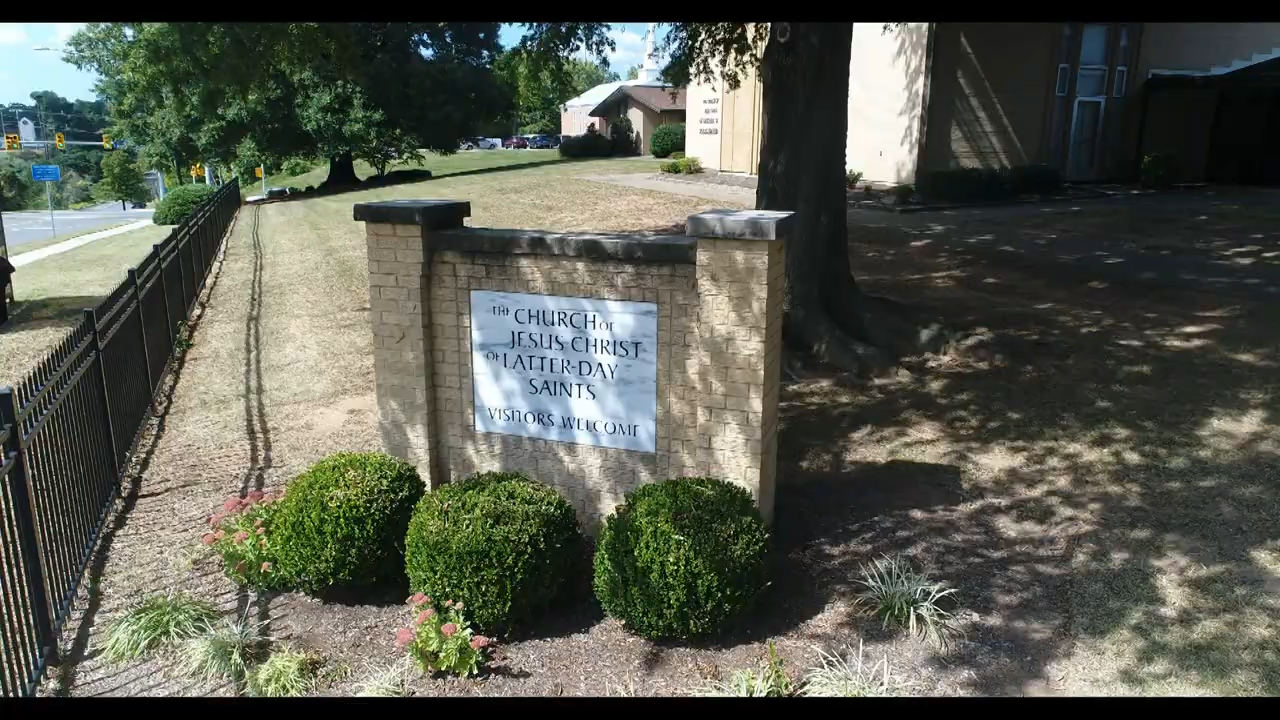 THE CHURCH OF
JESUS CHRIST
OF LATTER-DAY
SAINTS
VISITORS WELCOME